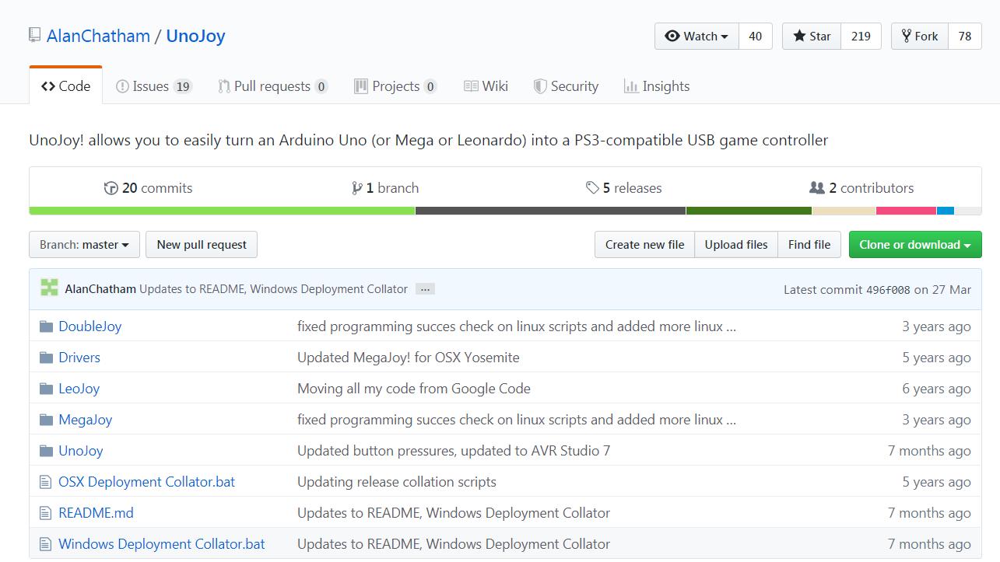 AlanChatham / UnoJoy
Watch 40 Star 219 Fork 78
Code Issues 19 Pull requests 0 Projects 0 Wiki Security Insights
UnoJoy! allows you to easily turn an Arduino Uno (or Mega or Leonardo) into a PS3-compatible USB game controller
20 commits 1 branch 5 releases 2 contributors
Branch: master New pull request Create new file Upload files Find file Clone or download
AlanChatham Updates to README, Windows Deployment Collator ... Latest commit 496f008 on 27 Mar
DoubleJoy fixed programming succes check on linux scripts and added more linux ... 3 years ago
Drivers Updated MegaJoy! for OSX Yosemite 5 years ago
LeoJoy Moving all my code from Google Code 6 years ago
MegaJoy fixed programming succes check on linux scripts and added more linux ... 3 years ago
UnoJoy Updated button pressures, updated to AVR Studio 7 7 months ago
OSX Deployment Collator.bat Updating release collation scripts 5 years ago
README.md Updates to README, Windows Deployment Collator 7 months ago
Windows Deployment Collator.bat Updates to README, Windows Deployment Collator 7 months ago